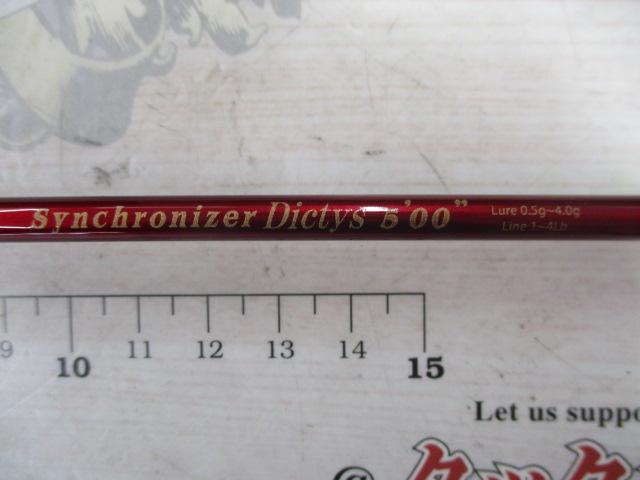 Synchronizer Dictys 5'00"
Lure 0.5g~4.0g
Line 1~4Lb
9 10 11 12 13 14 15
Let us suppo